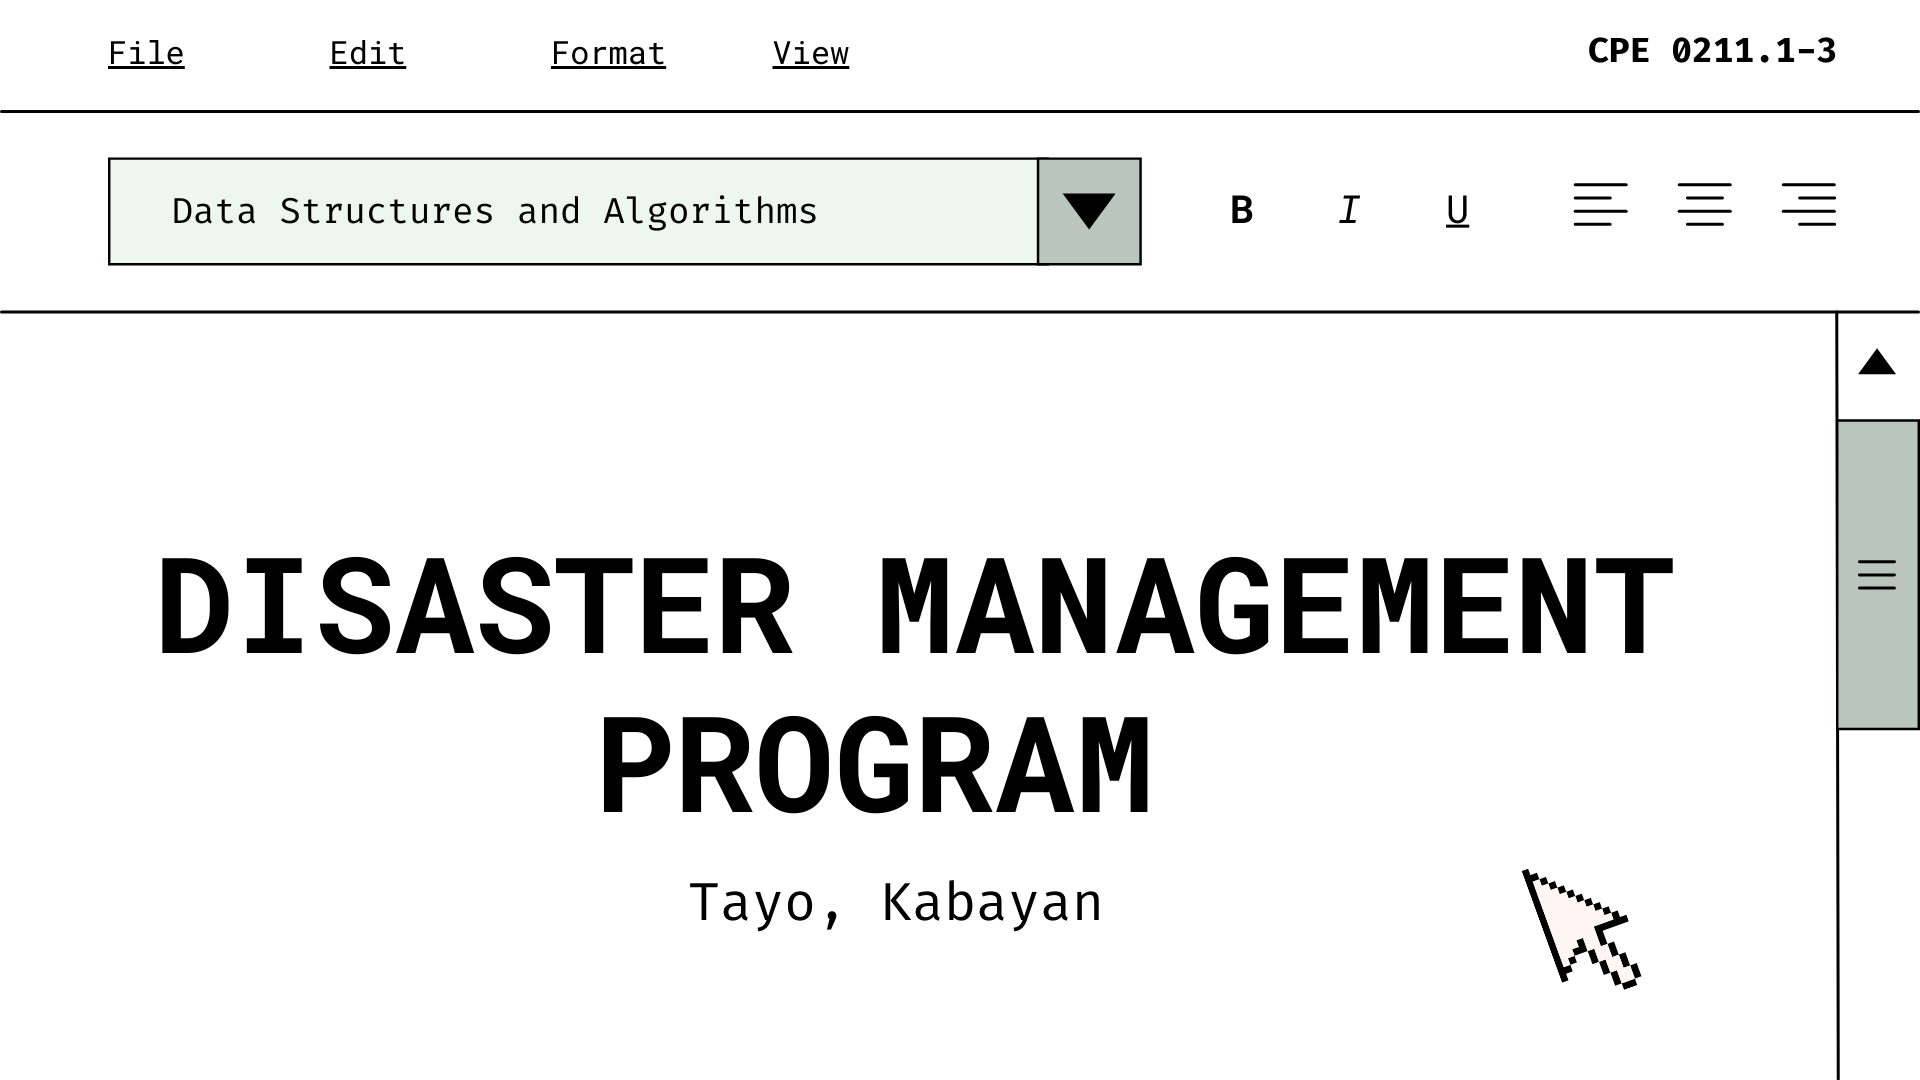 File Edit Format View CPE 0211.1-3
Data Structures and Algorithms B I U
DISASTER MANAGEMENT
PROGRAM
Tayo, Kabayan